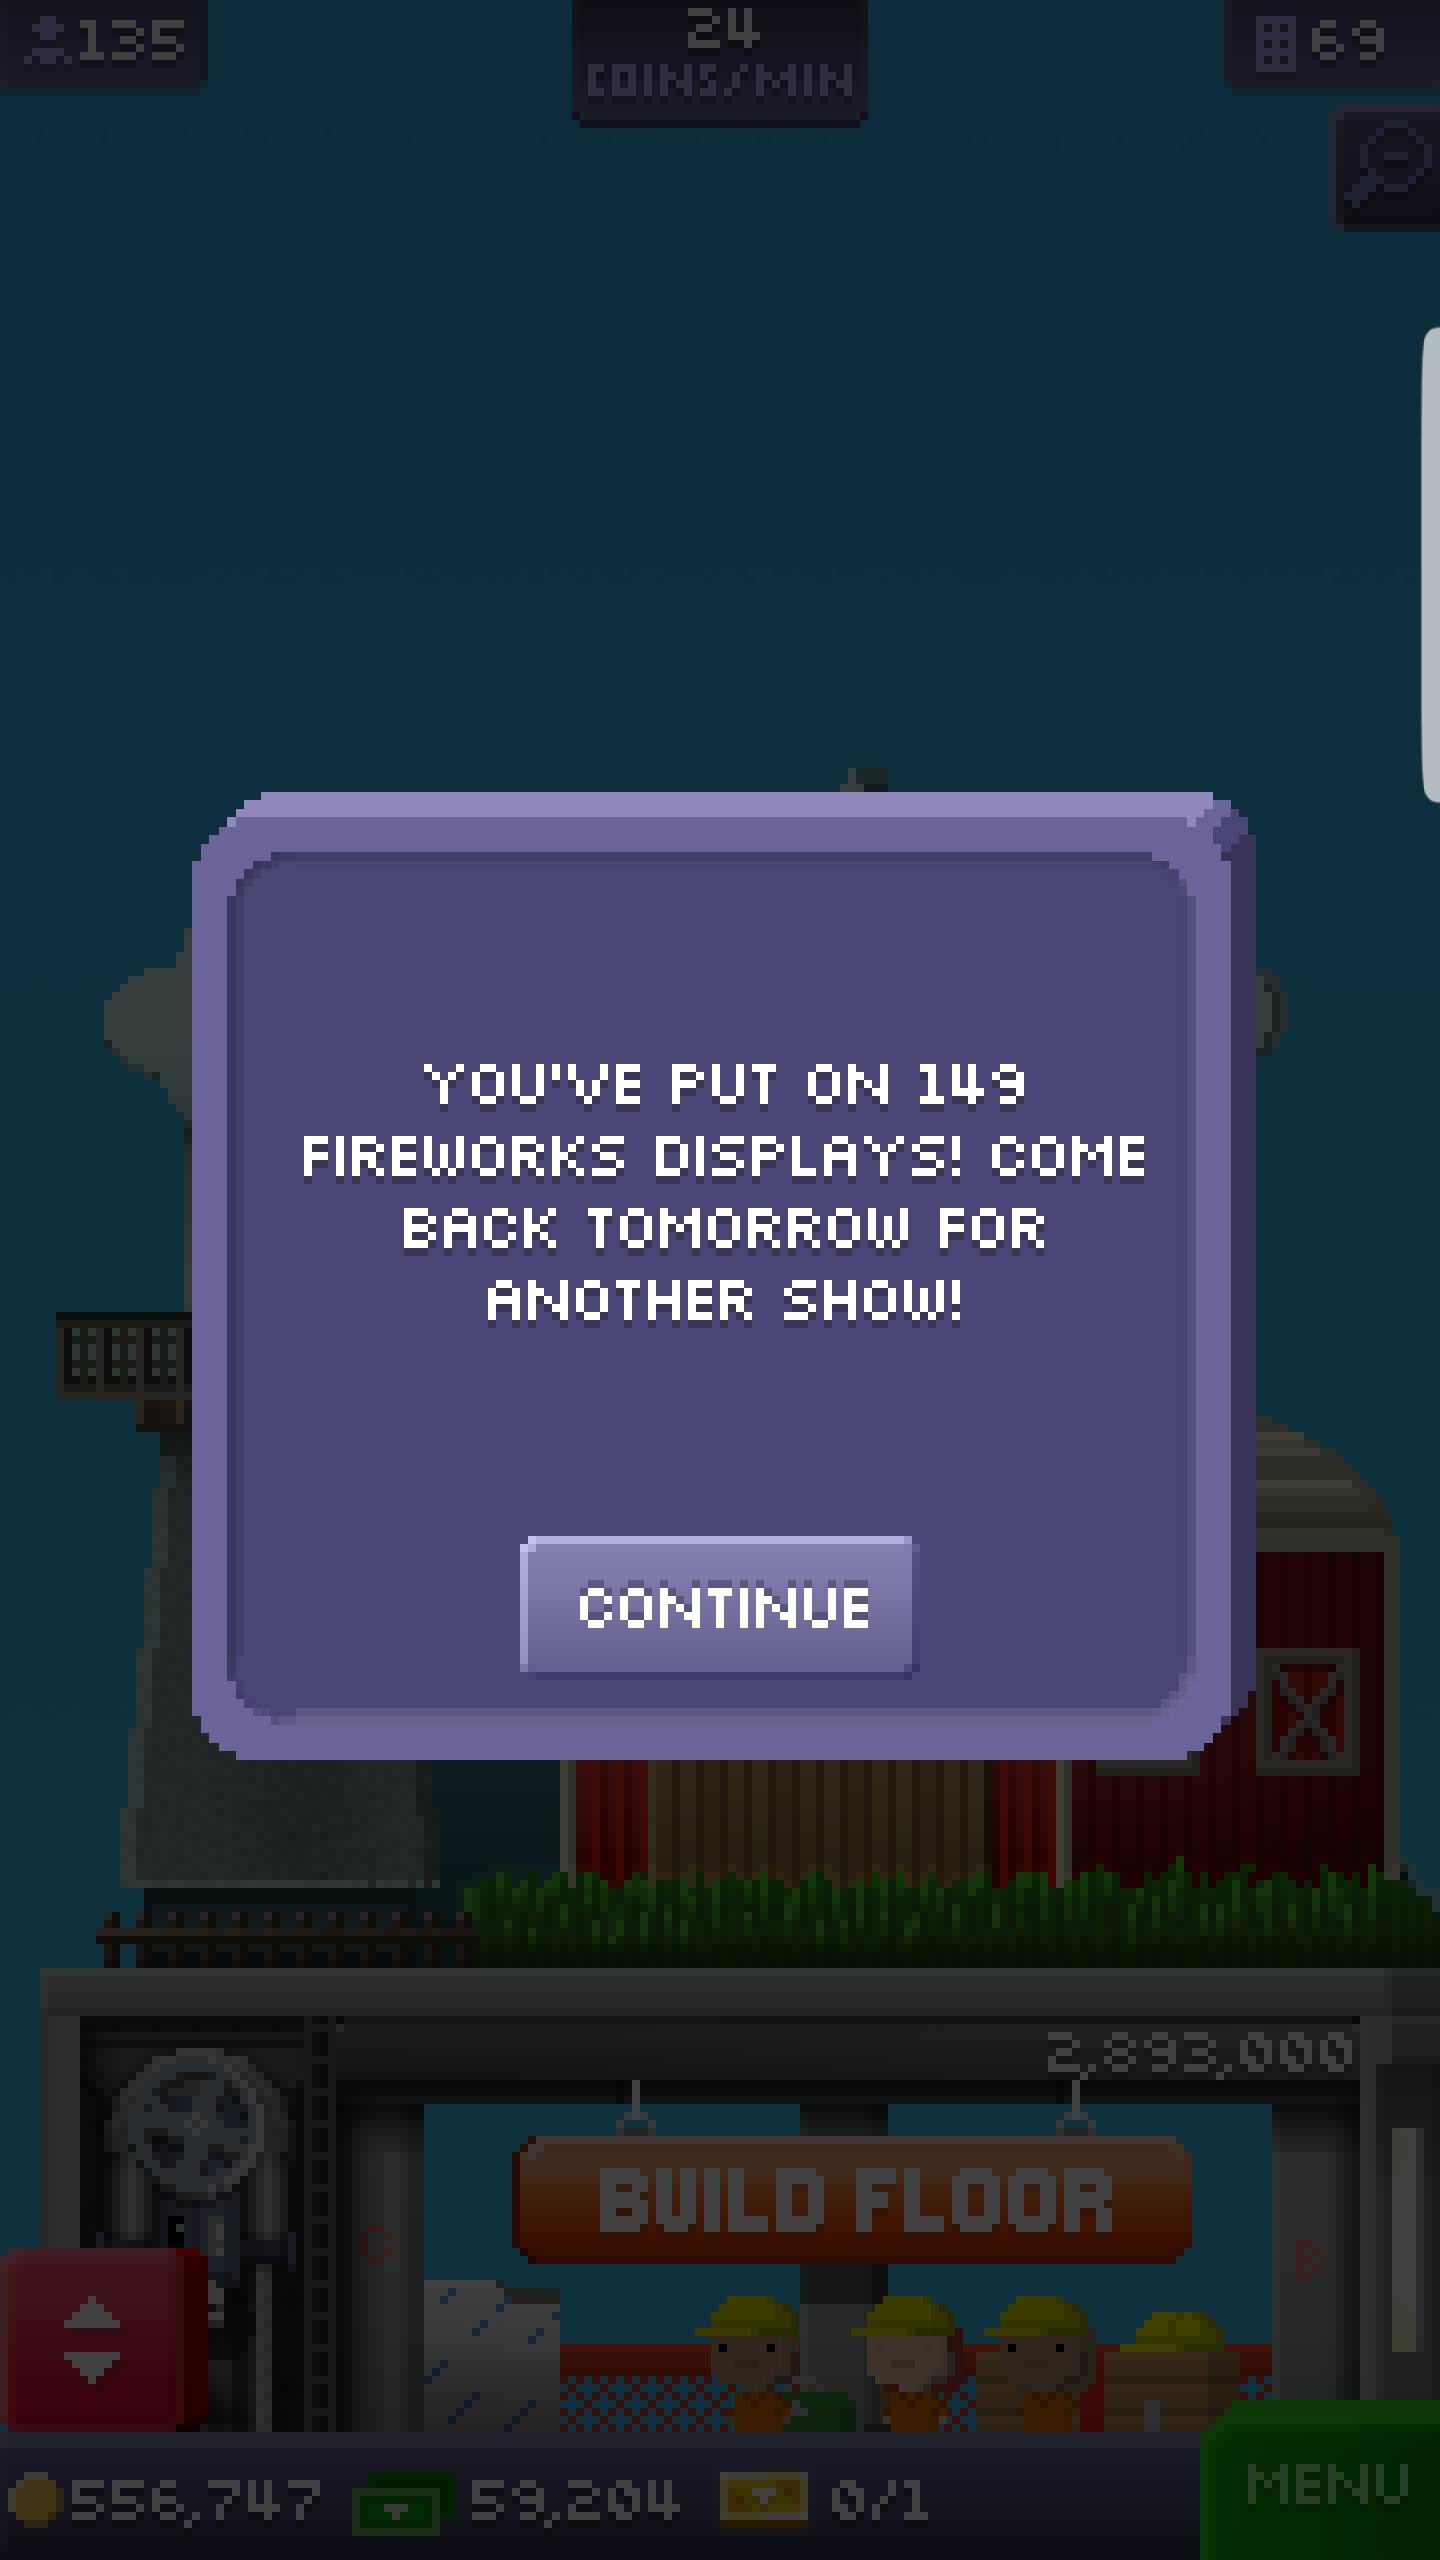 135
24
COINS/MIN
69
YOU'VE PUT ON 149
FIREWORKS DISPLAYS! COME
BACK TOMORROW FOR
ANOTHER SHOW!
CONTINUE
2,893,000
BUILD FLOOR
C
B
556,747
59,204
0/1
MENU